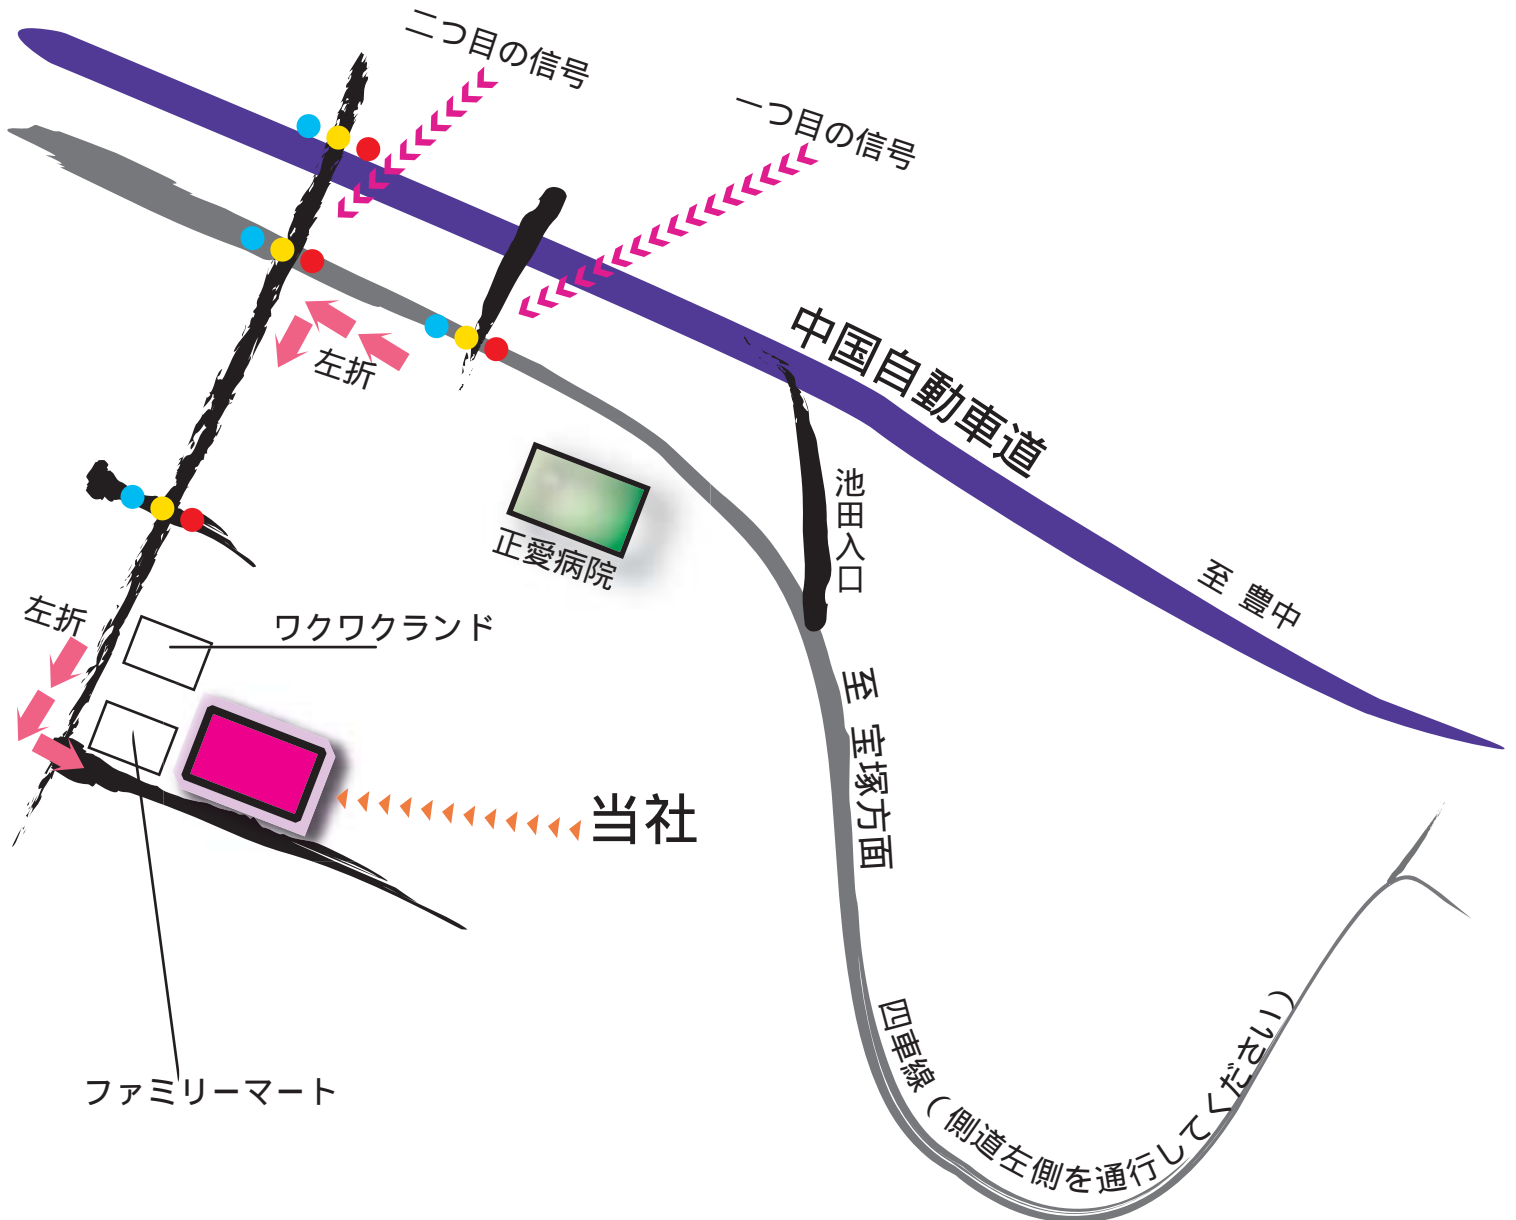 二つ目の信号
一つ目の信号
中国自動車道
左折
池田入口
正愛病院
至 豊中
左折
ワクワクランド
至 宝塚方面
当社
四車線(側道左側を通行してください)
ファミリーマート